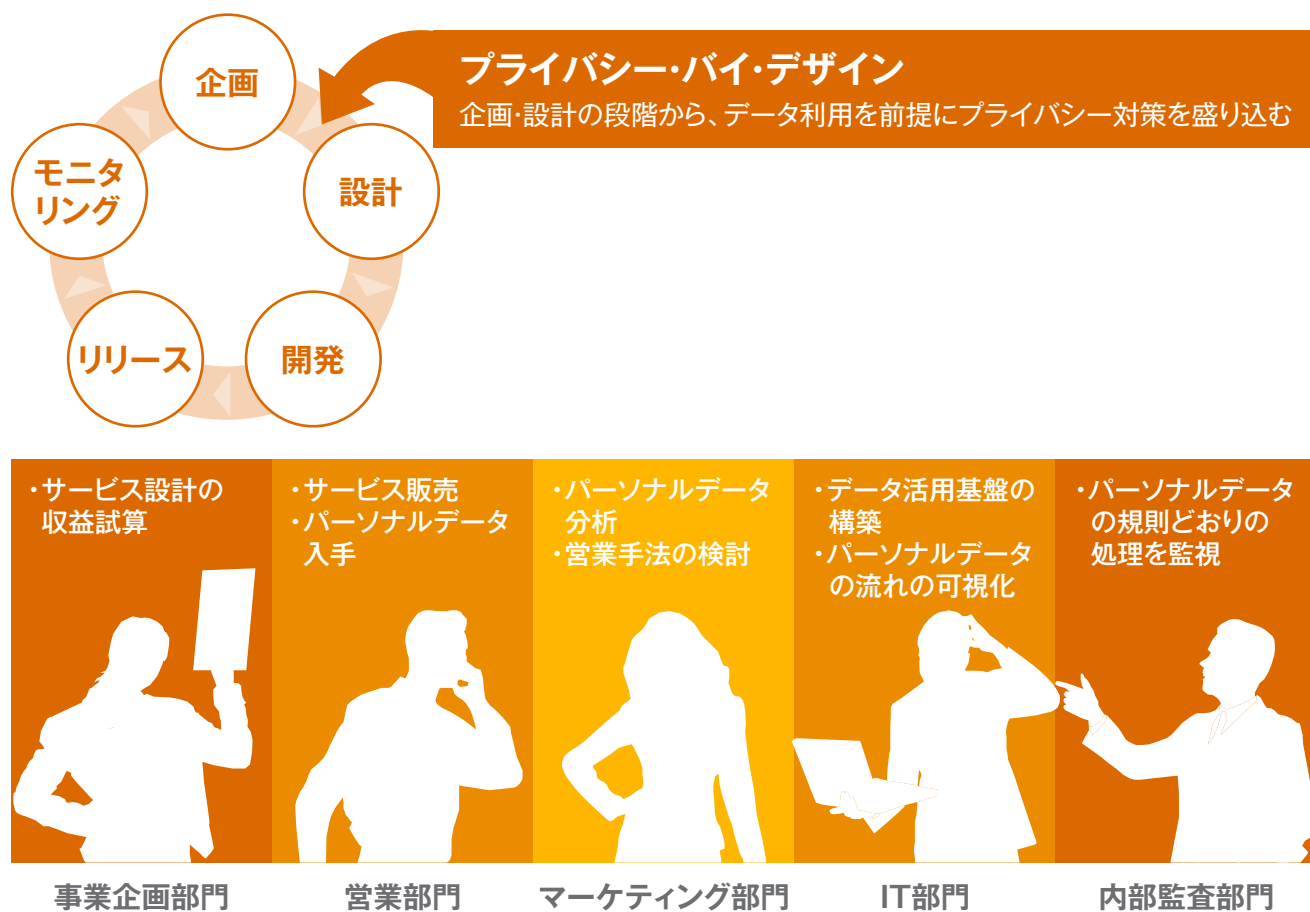 企画
プライバシー・バイ・デザイン
企画・設計の段階から、データ利用を前提にプライバシー対策を盛り込む
モニタ
リング
設計
リリース
開発
・サービス設計の
収益試算
・サービス販売
・パーソナルデータ
入手
・パーソナルデータ
分析
・営業手法の検討
・データ活用基盤の
構築
・パーソナルデータ
の流れの可視化
・パーソナルデータ
の規則どおりの
処理を監視
事業企画部門
営業部門
マーケティング部門
IT部門
内部監査部門